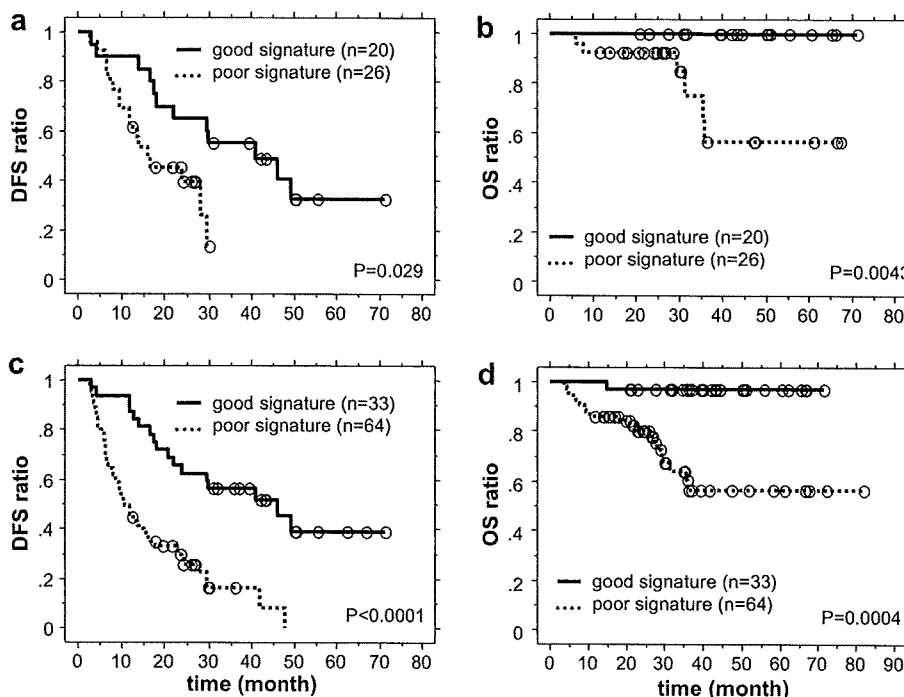 a
DFS ratio
1
.8
.6
.4
.2
0
good signature (n=20)
poor signature (n=26)
P=0.029
0 10 20 30 40 50 60 70 80
b
OS ratio
1
.8
.6
.4
.2
0
good signature (n=20)
poor signature (n=26)
P=0.0043
0 10 20 30 40 50 60 70 80 90
c
DFS ratio
1
.8
.6
.4
.2
0
good signature (n=33)
poor signature (n=64)
P<0.0001
0 10 20 30 40 50 60 70 80
time (month)
d
OS ratio
1
.8
.6
.4
.2
0
good signature (n=33)
poor signature (n=64)
P=0.0004
0 10 20 30 40 50 60 70 80 90
time (month)